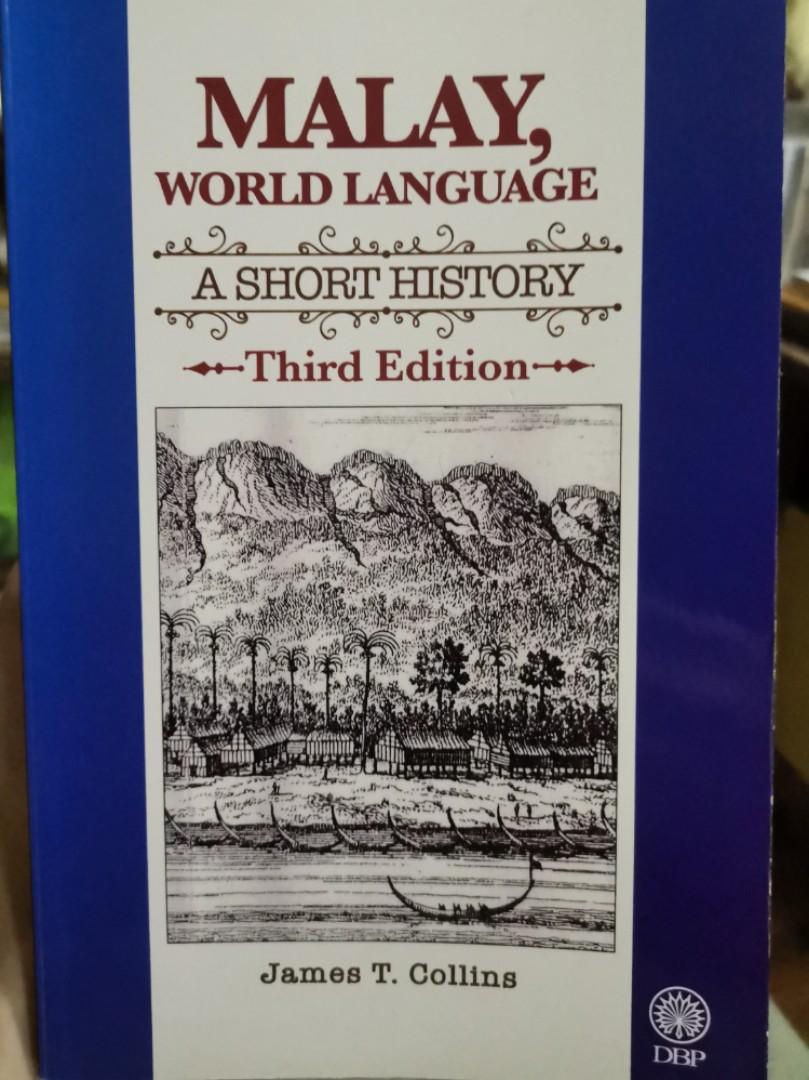 MALAY,
WORLD LANGUAGE
A SHORT HISTORY
Third Edition
James T. Collins
DBP